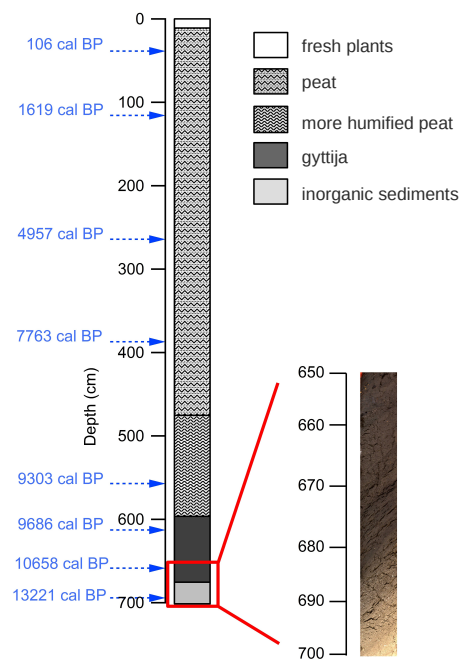 0
106 cal BP
100
1619 cal BP
200
4957 cal BP
300
7763 cal BP
400
Depth (cm)
500
9303 cal BP
600
9686 cal BP
10658 cal BP
13221 cal BP
700
fresh plants
peat
more humified peat
gyttija
inorganic sediments
650
660
670
680
690
700